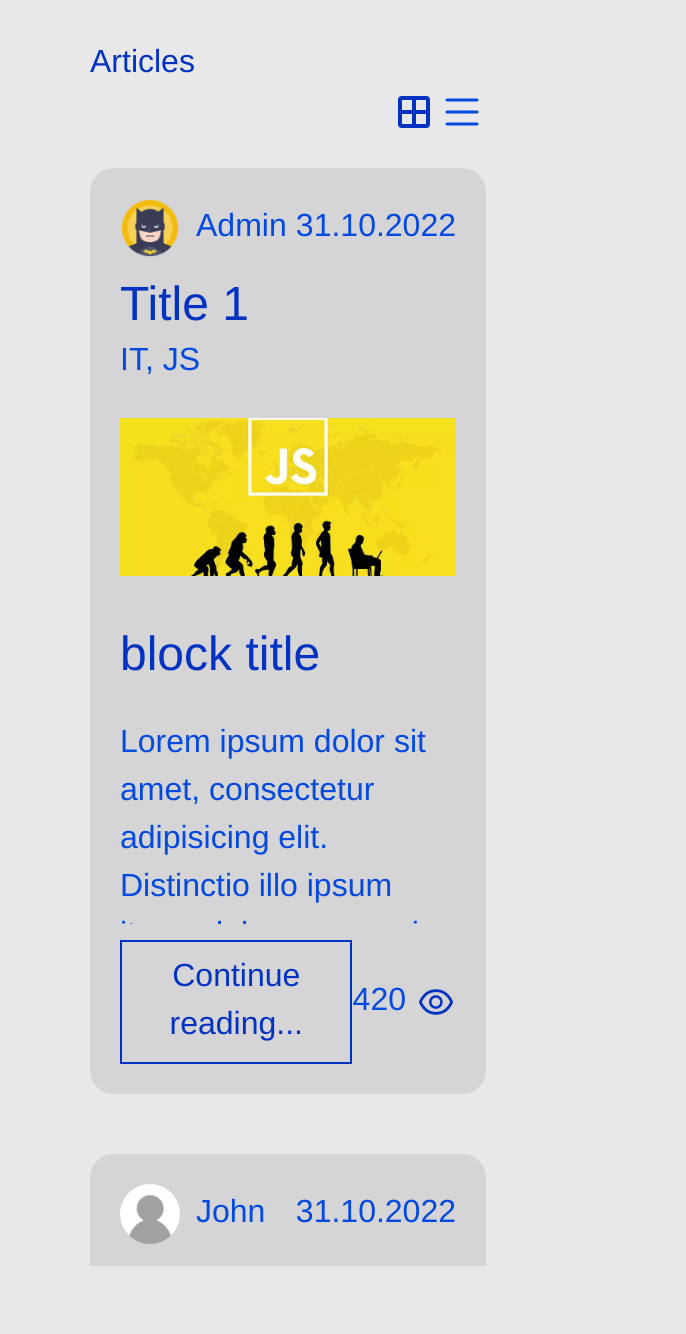 Articles
Admin 31.10.2022
Title 1
IT, JS
JS
block title
Lorem ipsum dolor sit
amet, consectetur
adipisicing elit.
Distinctio illo ipsum
Continue
reading...
420
John 31.10.2022